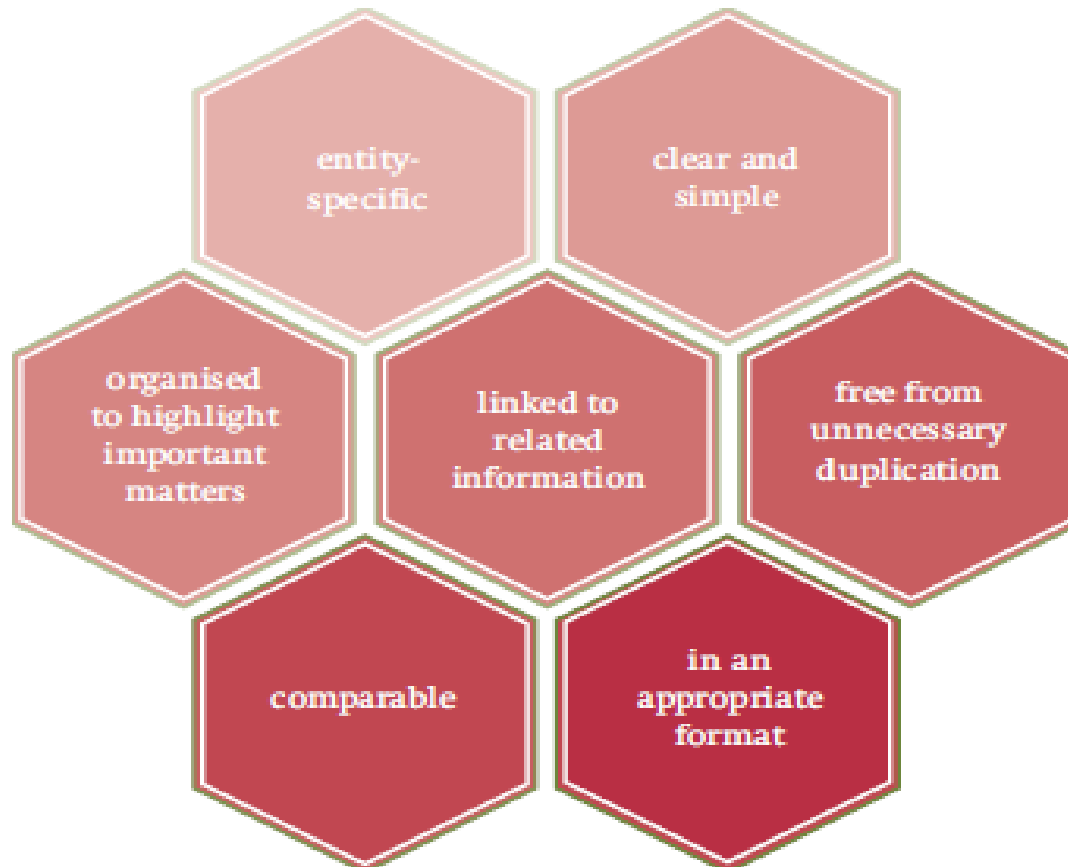 entity-
specific
clear and
simple
organised
to highlight
important
matters
linked to
related
information
free from
unnecessary
duplication
comparable
in an
appropriate
format